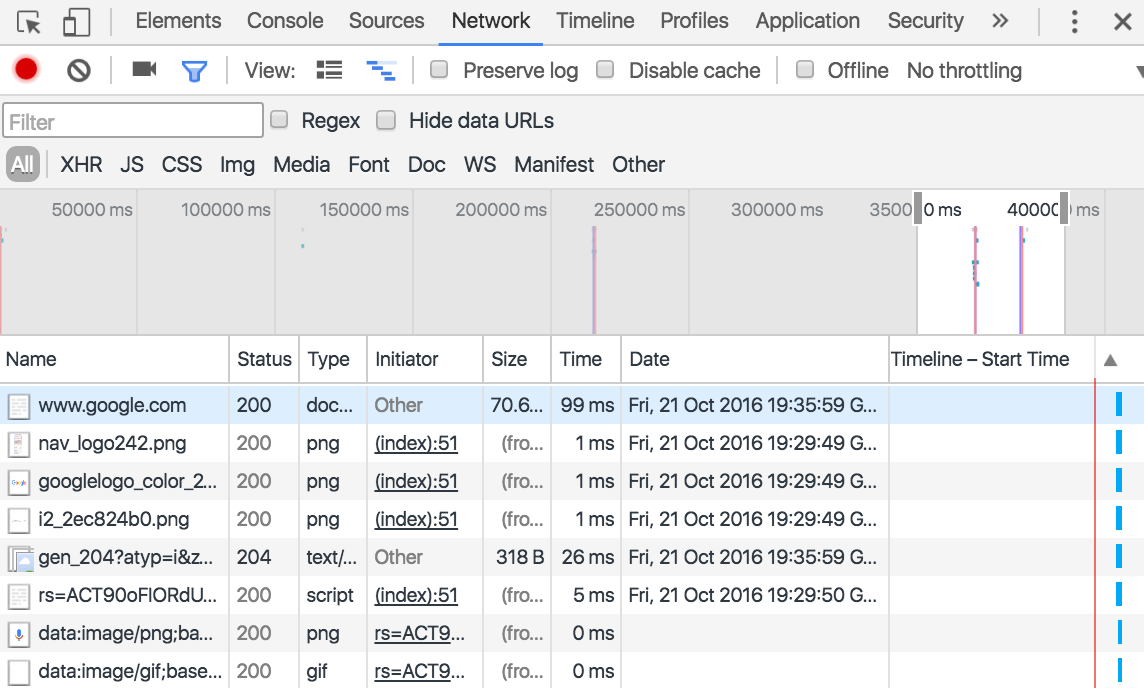 Elements Console Sources Network Timeline Profiles Application Security »
View: Preserve log Disable cache Offline No throttling
Filter Regex Hide data URLs
All XHR JS CSS Img Media Font Doc WS Manifest Other
50000 ms 100000 ms 150000 ms 200000 ms 250000 ms 300000 ms 3500 0 ms 40000 ms
Name Status Type Initiator Size Time Date Timeline – Start Time ▲
www.google.com 200 doc... Other 70.6... 99 ms Fri, 21 Oct 2016 19:35:59 G...
nav_logo242.png 200 png (index):51 (fro... 1 ms Fri, 21 Oct 2016 19:29:49 G...
googlelogo_color_2... 200 png (index):51 (fro... 1 ms Fri, 21 Oct 2016 19:29:49 G...
i2_2ec824b0.png 200 png (index):51 (fro... 1 ms Fri, 21 Oct 2016 19:29:49 G...
gen_204?atyp=i&z... 204 text/... Other 318 B 26 ms Fri, 21 Oct 2016 19:35:59 G...
rs=ACT90oFlORdU... 200 script (index):51 (fro... 5 ms Fri, 21 Oct 2016 19:29:50 G...
data:image/png;ba... 200 png rs=ACT9... (fro... 0 ms
data:image/gif;base... 200 gif rs=ACT9... (fro... 0 ms